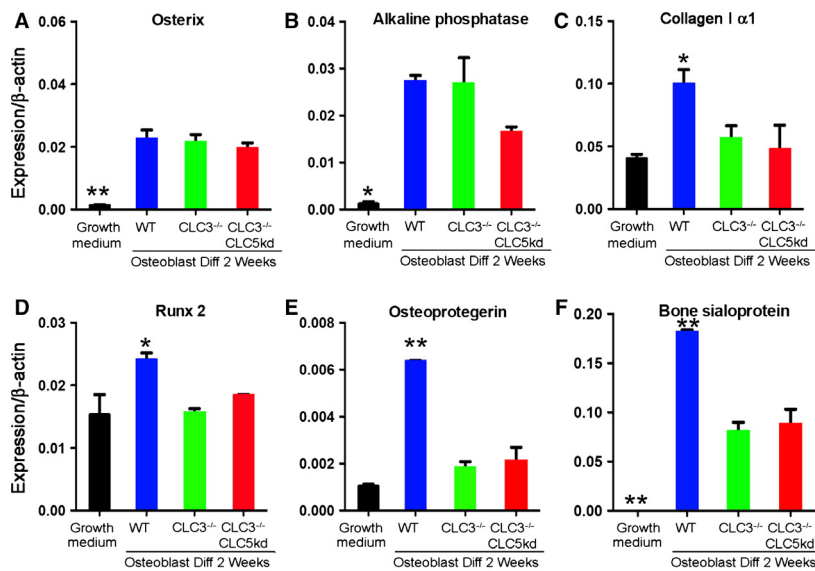 A Osterix
Expression/β-actin
0.06
0.04
0.02
0.00
**
Growth medium
WT
CLC3-/-
CLC3-/- CLC5kd
Osteoblast Diff 2 Weeks
B Alkaline phosphatase
0.04
0.03
0.02
0.01
0.00
*
Growth medium
WT
CLC3-/-
CLC3-/- CLC5kd
Osteoblast Diff 2 Weeks
C Collagen I α1
0.15
0.10
0.05
0.00
*
Growth medium
WT
CLC3-/-
CLC3-/- CLC5kd
Osteoblast Diff 2 Weeks
D Runx 2
Expression/β-actin
0.03
0.02
0.01
0.00
*
Growth medium
WT
CLC3-/-
CLC3-/- CLC5kd
Osteoblast Diff 2 Weeks
E Osteoprotegerin
0.008
0.006
0.004
0.002
0.000
**
Growth medium
WT
CLC3-/-
CLC3-/- CLC5kd
Osteoblast Diff 2 Weeks
F Bone sialoprotein
0.20
0.15
0.10
0.05
0.00
**
**
Growth medium
WT
CLC3-/-
CLC3-/- CLC5kd
Osteoblast Diff 2 Weeks